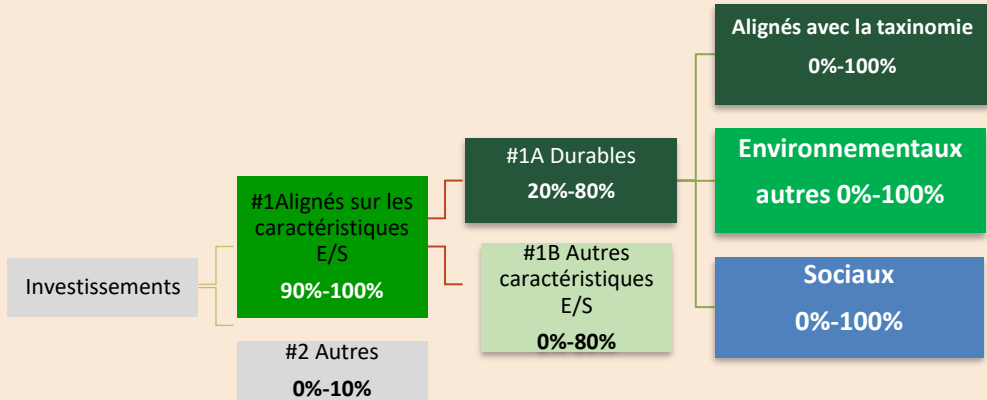 Investissements
#1Alignés sur les
caractéristiques
E/S
90%-100%
#2 Autres
0%-10%
#1A Durables
20%-80%
#1B Autres
caractéristiques
E/S
0%-80%
Alignés avec la taxinomie
0%-100%
Environnementaux
autres 0%-100%
Sociaux
0%-100%